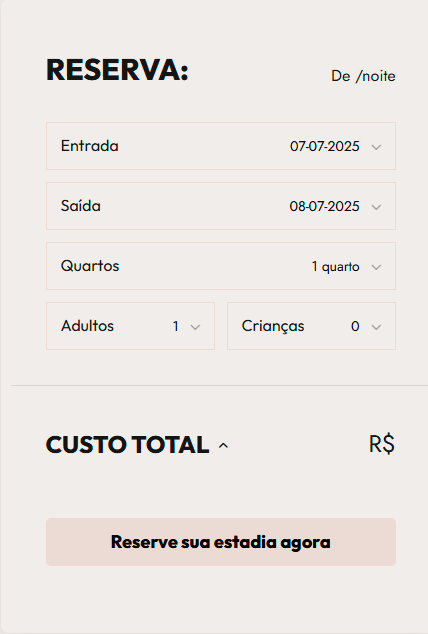 RESERVA: De /noite
Entrada 07-07-2025
Saída 08-07-2025
Quartos 1 quarto
Adultos 1 Crianças 0
CUSTO TOTAL R$
Reserve sua estadia agora